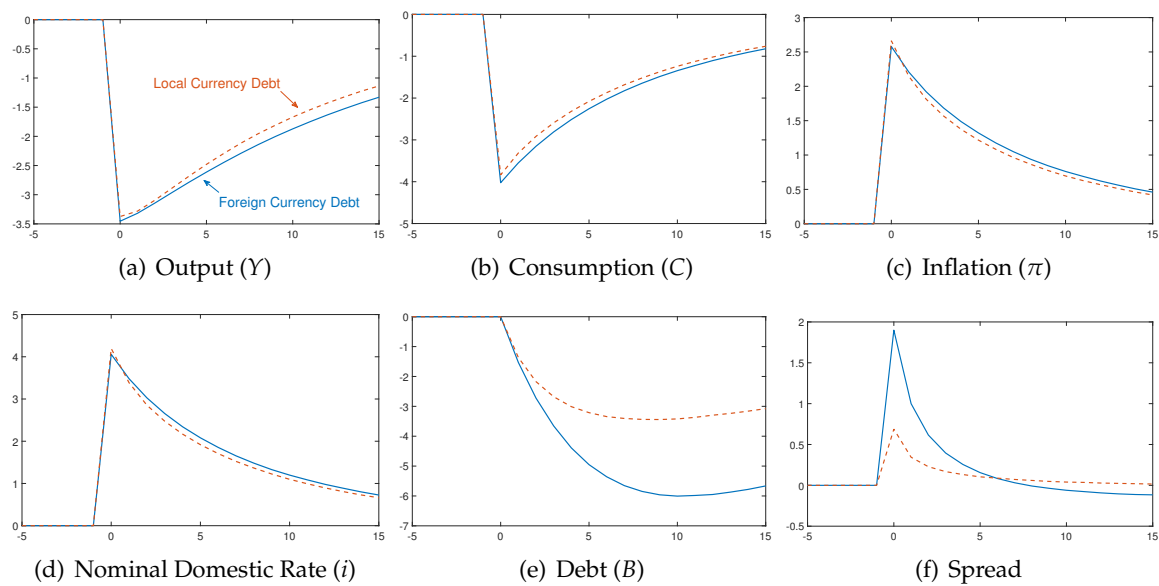 0
-0.5
-1
-1.5
-2
-2.5
-3
-3.5
-5 0 5 10 15
Local Currency Debt
Foreign Currency Debt
(a) Output (Y)
0
-1
-2
-3
-4
-5
-5 0 5 10 15
(b) Consumption (C)
3
2.5
2
1.5
1
0.5
0
-5 0 5 10 15
(c) Inflation (π)
5
4
3
2
1
0
-5 0 5 10 15
(d) Nominal Domestic Rate (i)
0
-1
-2
-3
-4
-5
-6
-7
-5 0 5 10 15
(e) Debt (B)
2
1.5
1
0.5
0
-0.5
-5 0 5 10 15
(f) Spread